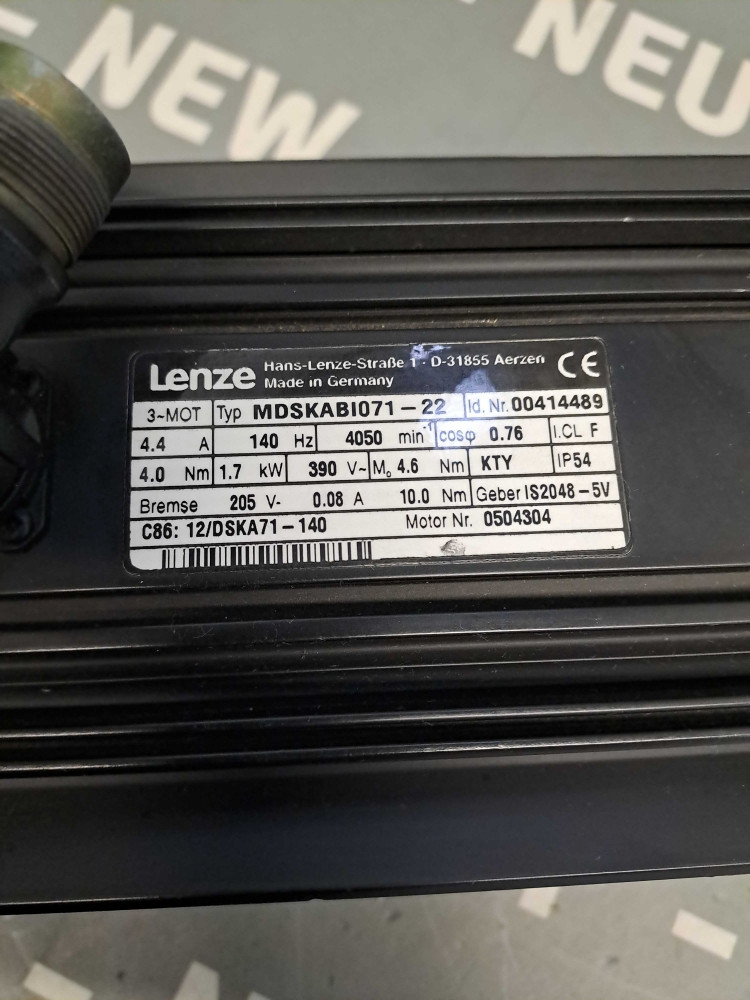 NEW
NEU
Lenze Hans-Lenze-Straße 1 · D-31855 Aerzen CE
Made in Germany
3~MOT Typ MDSKABI071-22 Id. Nr. 00414489
4.4 A 140 Hz 4050 min⁻¹ cosφ 0.76 I.CL F
4.0 Nm 1.7 kW 390 V~ M₀ 4.6 Nm KTY IP54
Bremse 205 V- 0.08 A 10.0 Nm Geber IS2048-5V
C86: 12/DSKA71-140 Motor Nr. 0504304